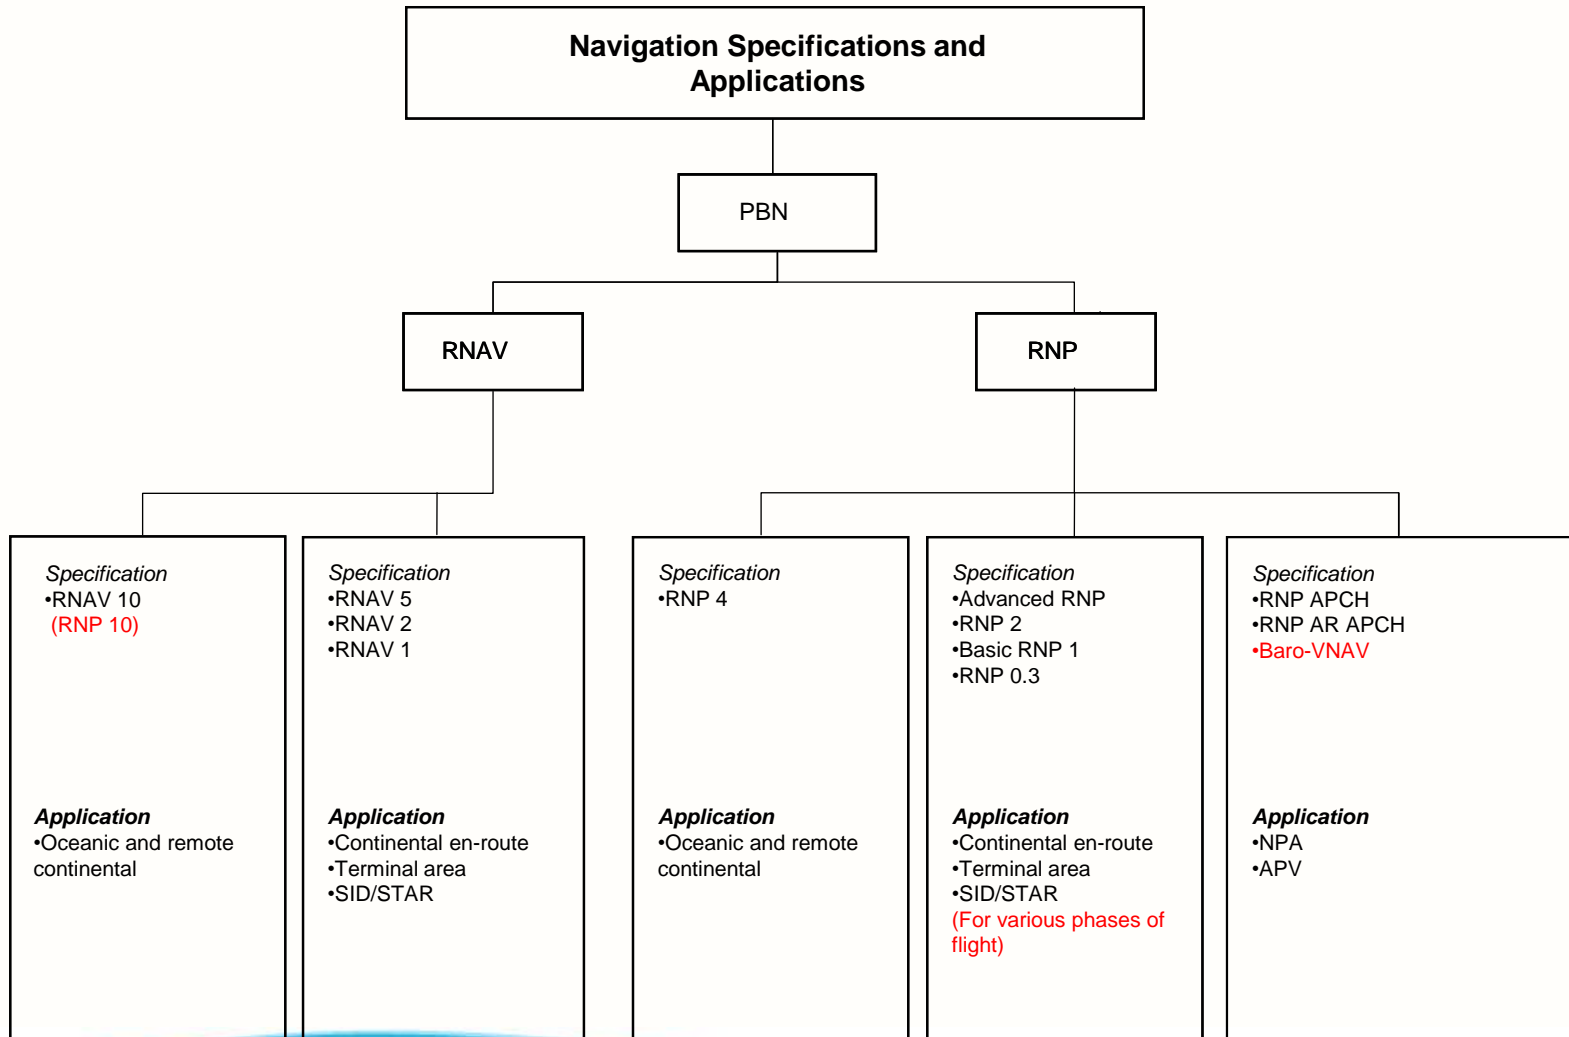 Navigation Specifications and
Applications
PBN
RNAV
RNP
Specification
•RNAV 10
(RNP 10)
Application
•Oceanic and remote
continental
Specification
•RNAV 5
•RNAV 2
•RNAV 1
Application
•Continental en-route
•Terminal area
•SID/STAR
Specification
•RNP 4
Application
•Oceanic and remote
continental
Specification
•Advanced RNP
•RNP 2
•Basic RNP 1
•RNP 0.3
Application
•Continental en-route
•Terminal area
•SID/STAR
(For various phases of
flight)
Specification
•RNP APCH
•RNP AR APCH
•Baro-VNAV
Application
•NPA
•APV